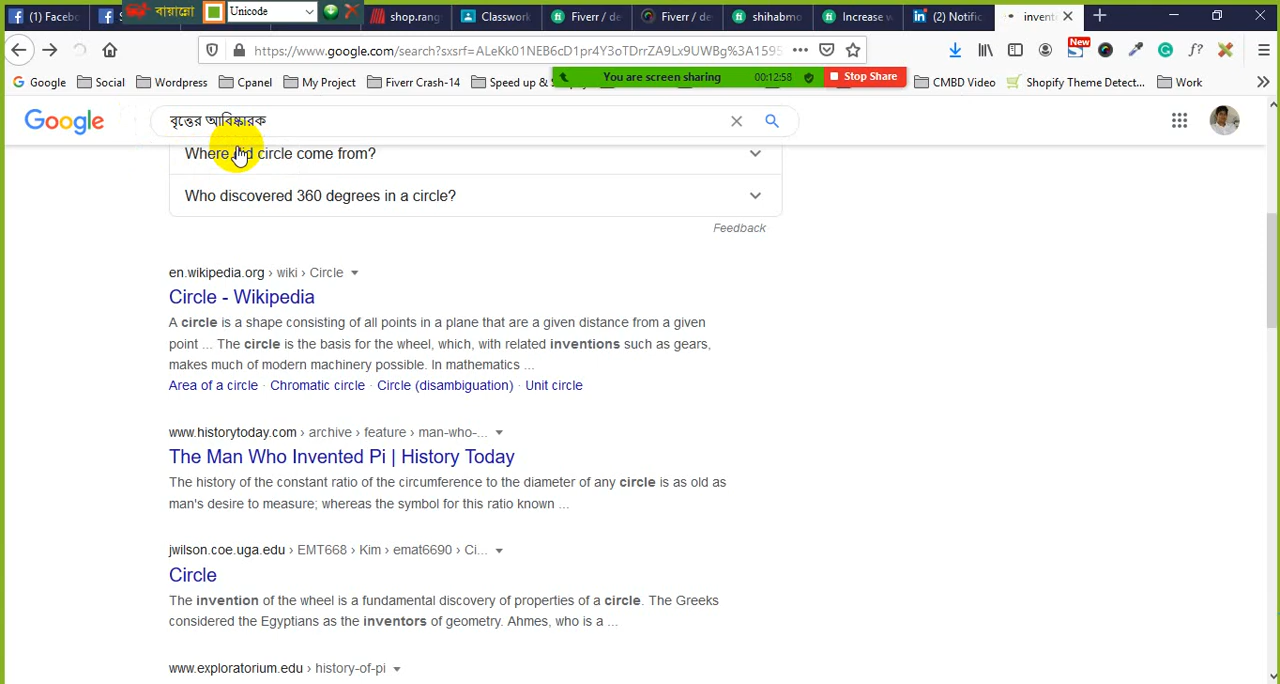 বায়ান্নো Unicode
(1) Faceb shop.rang Classwork Fiverr / de Fiverr / de shihabmo Increase v (2) Notific invent
https://www.google.com/search?sxsrf=ALeKk01NEB6cD1pr4Y3oTDrrZA9Lx9UWBg%3A1595 New
Google Social Wordpress Cpanel My Project Fiverr Crash-14 Speed up & S You are screen sharing 00:12:58 Stop Share CMBD Video Shopify Theme Detect... Work
Google বৃত্তের আবিষ্কারক
Where did circle come from?
Who discovered 360 degrees in a circle?
Feedback
en.wikipedia.org › wiki › Circle
Circle - Wikipedia
A circle is a shape consisting of all points in a plane that are a given distance from a given
point ... The circle is the basis for the wheel, which, with related inventions such as gears,
makes much of modern machinery possible. In mathematics ...
Area of a circle · Chromatic circle · Circle (disambiguation) · Unit circle
www.historytoday.com › archive › feature › man-who-...
The Man Who Invented Pi | History Today
The history of the constant ratio of the circumference to the diameter of any circle is as old as
man's desire to measure; whereas the symbol for this ratio known ...
jwilson.coe.uga.edu › EMT668 › Kim › emat6690 › Ci...
Circle
The invention of the wheel is a fundamental discovery of properties of a circle. The Greeks
considered the Egyptians as the inventors of geometry. Ahmes, who is a ...
www.exploratorium.edu › history-of-pi